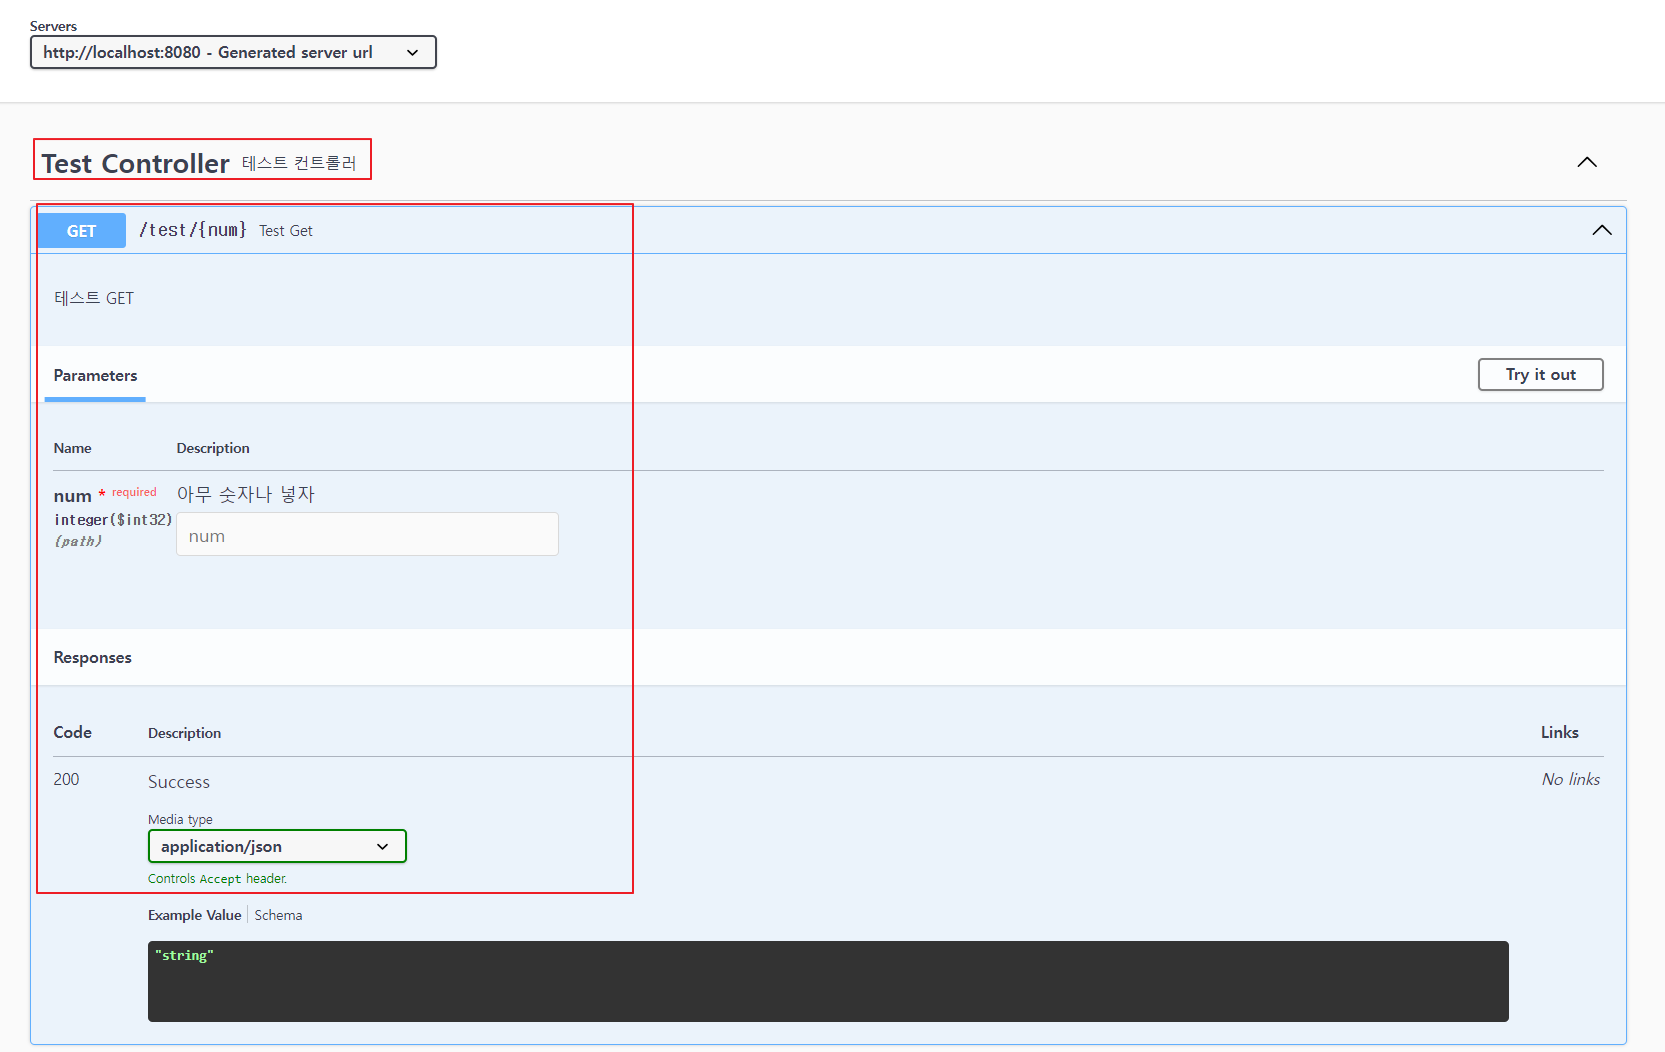 Servers
http://localhost:8080 - Generated server url
Test Controller 테스트 컨트롤러
GET /test/{num} Test Get
테스트 GET
Parameters Try it out
Name Description
num * required 아무 숫자나 넣자
integer($int32)
(path)
num
Responses
Code Description Links
200 Success No links
Media type
application/json
Controls Accept header.
Example Value Schema
"string"